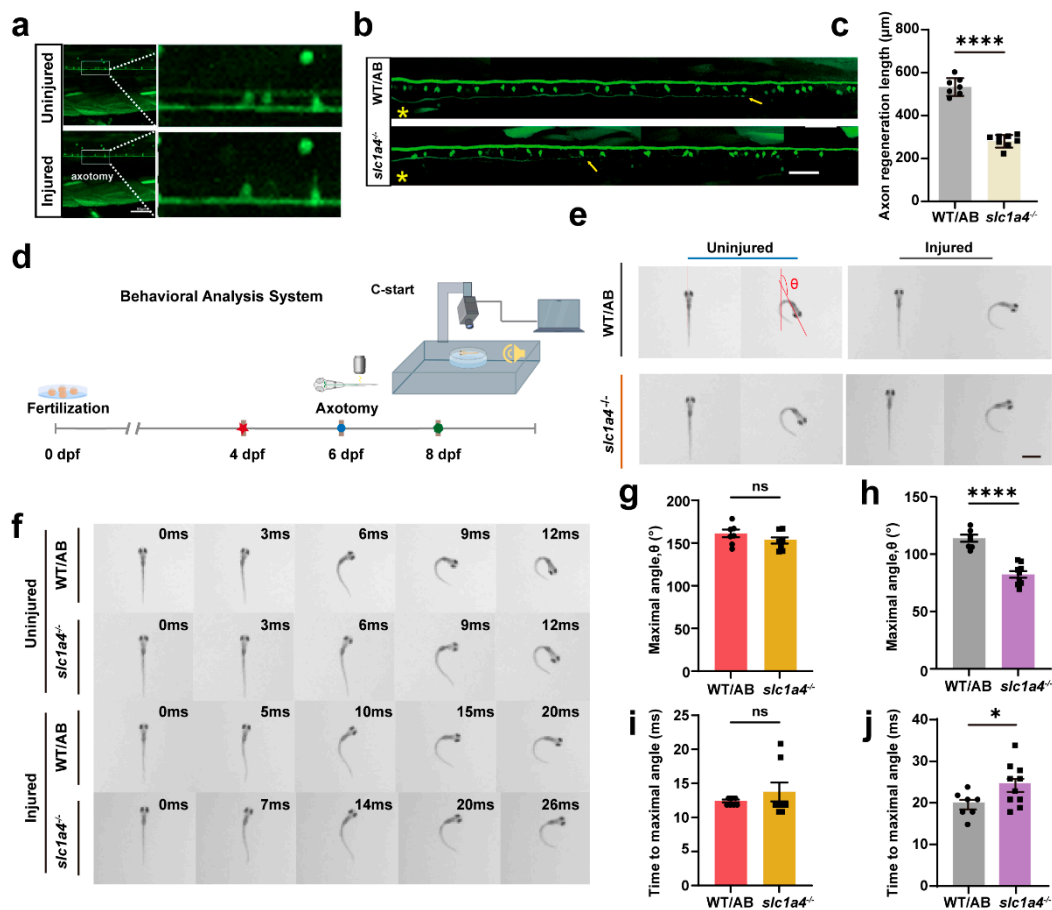 a
Uninjured
Injured
axotomy
b
WT/AB
slc1a4-/-
*
*
c
Axon regeneration length (μm)
****
800
600
400
200
0
WT/AB
slc1a4-/-
d
Behavioral Analysis System
C-start
Fertilization
Axotomy
0 dpf
4 dpf
6 dpf
8 dpf
e
Uninjured
Injured
WT/AB
slc1a4-/-
θ
f
Uninjured
Injured
WT/AB
0ms
3ms
6ms
9ms
12ms
slc1a4-/-
0ms
3ms
6ms
9ms
12ms
WT/AB
0ms
5ms
10ms
15ms
20ms
slc1a4-/-
0ms
7ms
14ms
20ms
26ms
g
Maximal angle,θ (°)
ns
200
150
100
50
0
WT/AB
slc1a4-/-
h
Maximal angle,θ (°)
****
150
100
50
0
WT/AB
slc1a4-/-
i
Time to maximal angle (ms)
ns
25
20
15
10
5
0
WT/AB
slc1a4-/-
j
Time to maximal angle (ms)
*
40
30
20
10
0
WT/AB
slc1a4-/-